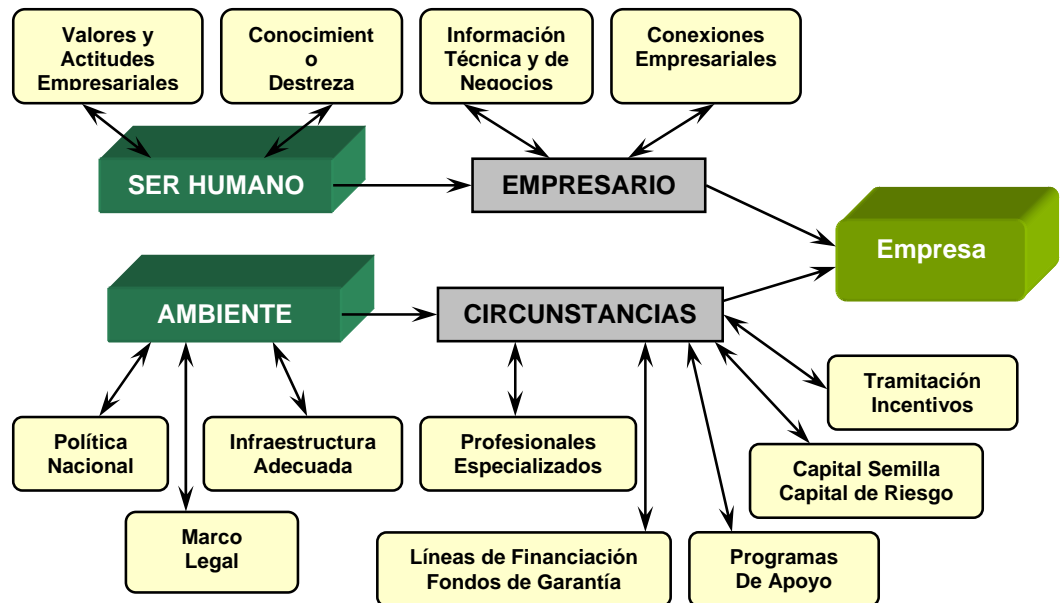 Valores y
Actitudes
Empresariales
Conocimient
o
Destreza
Información
Técnica y de
Negocios
Conexiones
Empresariales
SER HUMANO
EMPRESARIO
Empresa
AMBIENTE
CIRCUNSTANCIAS
Tramitación
Incentivos
Política
Nacional
Infraestructura
Adecuada
Profesionales
Especializados
Capital Semilla
Capital de Riesgo
Marco
Legal
Líneas de Financiación
Fondos de Garantía
Programas
De Apoyo